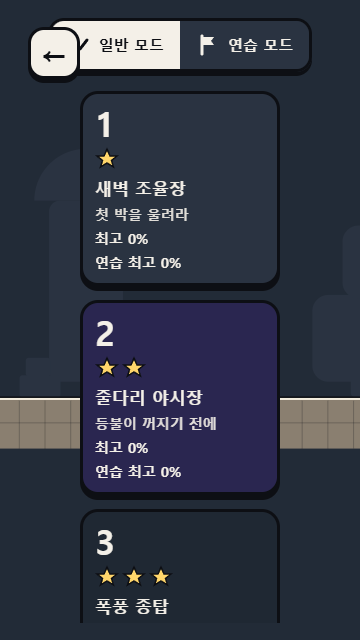 일반 모드
연습 모드
1
새벽 조율장
첫 박을 울려라
최고 0%
연습 최고 0%
2
줄다리 야시장
등불이 꺼지기 전에
최고 0%
연습 최고 0%
3
폭풍 종탑